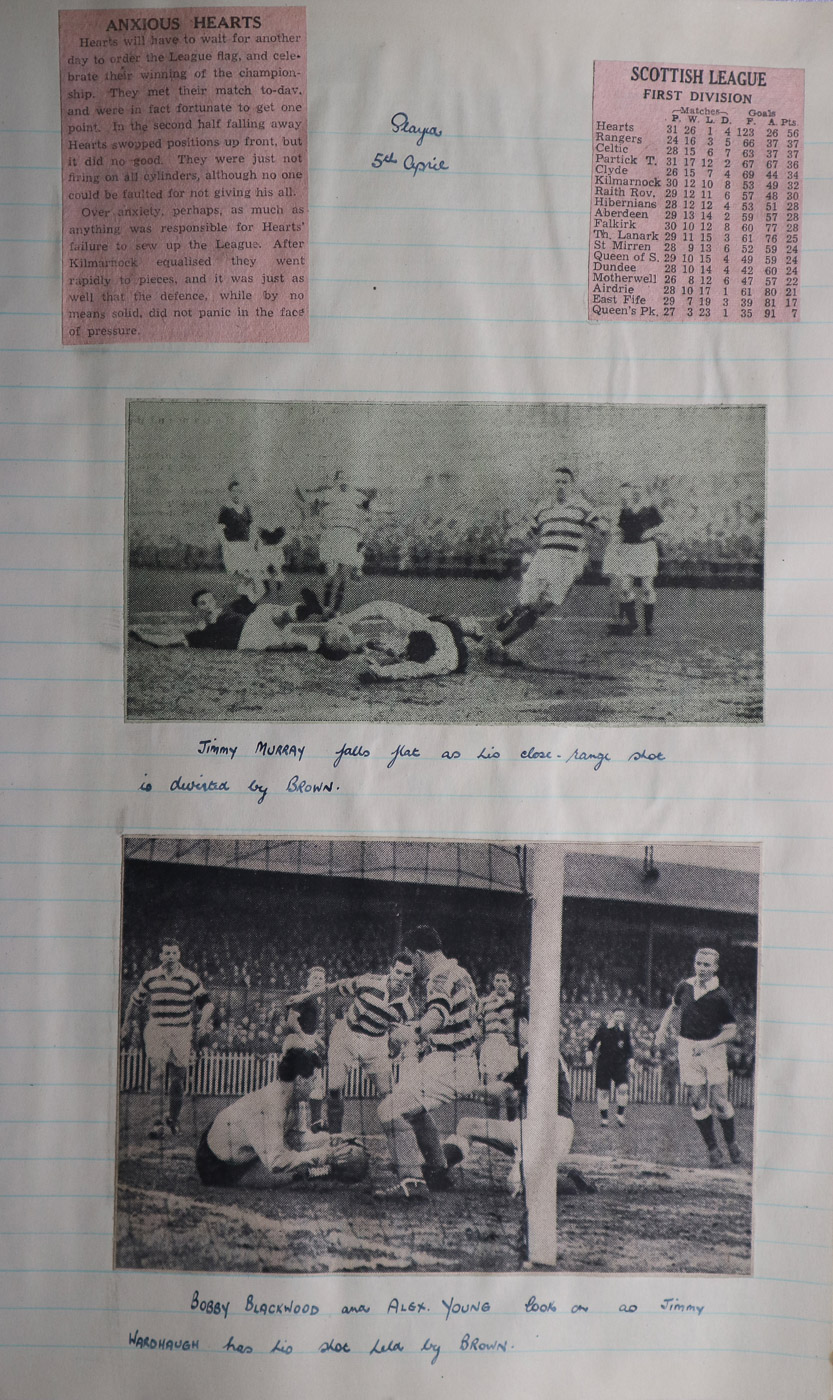 ANXIOUS HEARTS
Hearts will have to wait for another
day to order the League flag, and cele-
brate their winning of the champion-
ship. They met their match to-day,
and were in fact fortunate to get one
point. In the second half falling away
Hearts swopped positions up front, but
it did no good. They were just not
firing on all cylinders, although no one
could be faulted for not giving his all.
Over anxiety, perhaps, as much as
anything was responsible for Hearts'
failure to sew up the League. After
Kilmarnock equalised they went
rapidly to pieces, and it was just as
well that the defence, while by no
means solid, did not panic in the face
of pressure.
Played
5th April
SCOTTISH LEAGUE
FIRST DIVISION
Matches Goals
P. W. L. D. F. A. Pts.
Hearts 31 26 1 4 123 26 56
Rangers 24 16 3 5 66 37 37
Celtic 28 15 6 7 63 37 37
Partick T. 31 17 12 2 67 67 36
Clyde 26 15 7 4 69 44 34
Kilmarnock 30 12 10 8 53 49 32
Raith Rov. 29 12 11 6 57 48 30
Hibernians 28 12 12 4 53 51 28
Aberdeen 29 13 14 2 59 57 28
Falkirk 30 10 12 8 60 77 28
Th. Lanark 29 11 15 3 61 76 25
St Mirren 28 9 13 6 52 59 24
Queen of S. 29 10 15 4 49 59 24
Dundee 28 10 14 4 42 60 24
Motherwell 26 8 12 6 47 57 22
Airdrie 28 10 17 1 61 80 21
East Fife 29 7 19 3 39 81 17
Queen's Pk. 27 3 23 1 35 91 7
Jimmy MURRAY falls flat as his close-range shot
is diverted by BROWN.
BOBBY BLACKWOOD and ALEX. YOUNG look on as Jimmy
WARDHAUGH has his shot held by BROWN.